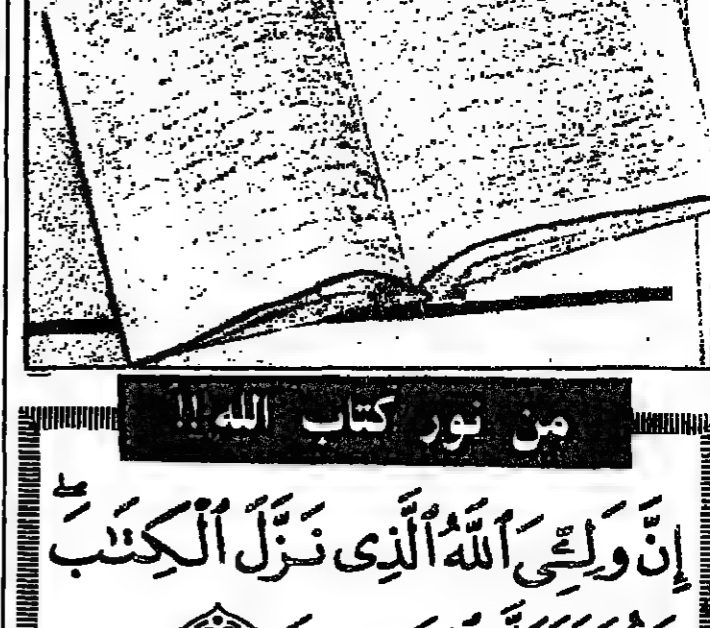 من نور كتاب الله !!
إِنَّ وَلِـِّۧىَ ٱللَّهُ ٱلَّذِى نَزَّلَ ٱلْكِتَـٰبَ ۖ